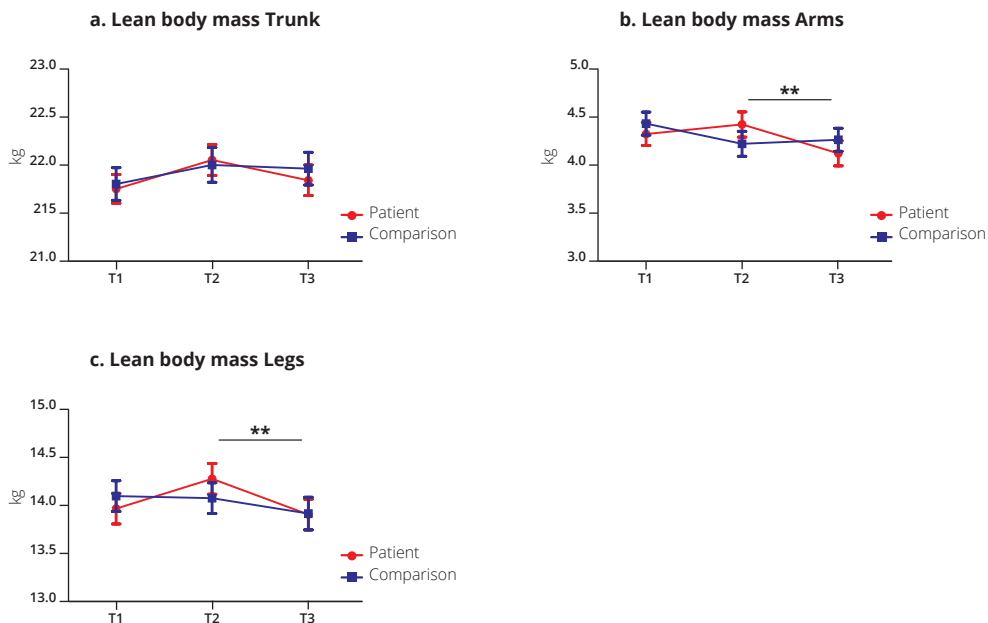 a. Lean body mass Trunk
23.0
22.5
22.0
215
21.0
kg
T1 T2 T3
Patient
Comparison
b. Lean body mass Arms
5.0
4.5
4.0
3.5
3.0
kg
**
T1 T2 T3
Patient
Comparison
c. Lean body mass Legs
15.0
14.5
14.0
13.5
13.0
kg
**
T1 T2 T3
Patient
Comparison